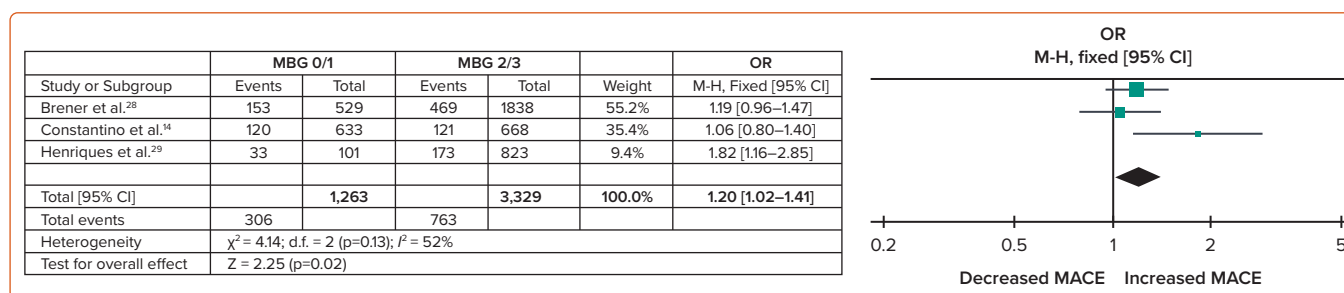 MBG 0/1 MBG 2/3 OR
Study or Subgroup Events Total Events Total Weight M-H, Fixed [95% CI]
Brener et al.²⁸ 153 529 469 1838 55.2% 1.19 [0.96–1.47]
Constantino et al.¹⁴ 120 633 121 668 35.4% 1.06 [0.80–1.40]
Henriques et al.²⁹ 33 101 173 823 9.4% 1.82 [1.16–2.85]
Total [95% CI] 1,263 3,329 100.0% 1.20 [1.02–1.41]
Total events 306 763
Heterogeneity χ² = 4.14; d.f. = 2 (p=0.13); I² = 52%
Test for overall effect Z = 2.25 (p=0.02)
OR
M-H, fixed [95% CI]
0.2 0.5 1 2 5
Decreased MACE Increased MACE